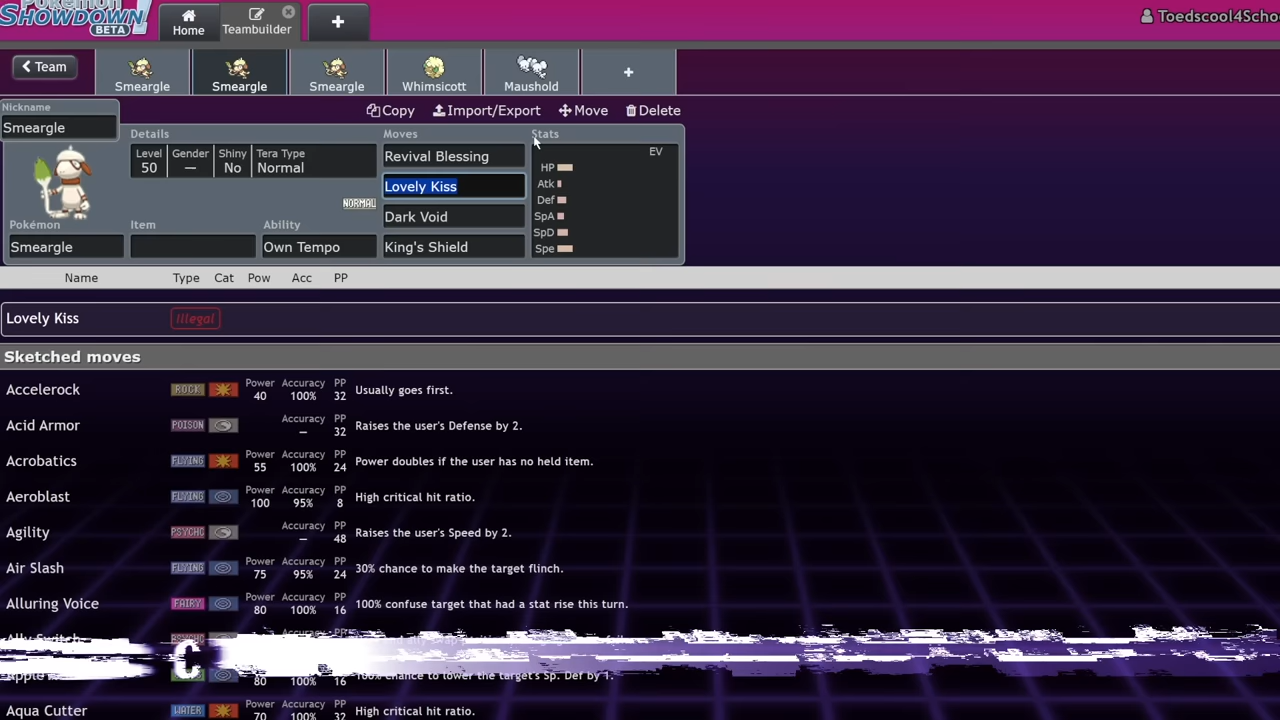 Pokémon
SHOWDOWN!
BETA
Home
Teambuilder
+
Toedscool4Scho
< Team
Smeargle
Smeargle
Smeargle
Whimsicott
Maushold
+
Copy Import/Export Move Delete
Nickname
Smeargle
Details
Level Gender Shiny Tera Type
50 — No Normal
NORMAL
Pokémon
Smeargle
Item
Ability
Own Tempo
Moves
Revival Blessing
Lovely Kiss
Dark Void
King's Shield
Stats
EV
HP
Atk
Def
SpA
SpD
Spe
Name Type Cat Pow Acc PP
Lovely Kiss Illegal
Sketched moves
Accelerock ROCK Power 40 Accuracy 100% PP 32 Usually goes first.
Acid Armor POISON Accuracy — PP 32 Raises the user's Defense by 2.
Acrobatics FLYING Power 55 Accuracy 100% PP 24 Power doubles if the user has no held item.
Aeroblast FLYING Power 100 Accuracy 95% PP 8 High critical hit ratio.
Agility PSYCHC Accuracy — PP 48 Raises the user's Speed by 2.
Air Slash FLYING Power 75 Accuracy 95% PP 24 30% chance to make the target flinch.
Alluring Voice FAIRY Power 80 Accuracy 100% PP 16 100% confuse target that had a stat rise this turn.
Ally Switch PSYCHC
C
80 100% 16 100% chance to lower the target's Sp. Def by 1.
Aqua Cutter WATER Power 70 Accuracy 100% PP 32 High critical hit ratio.